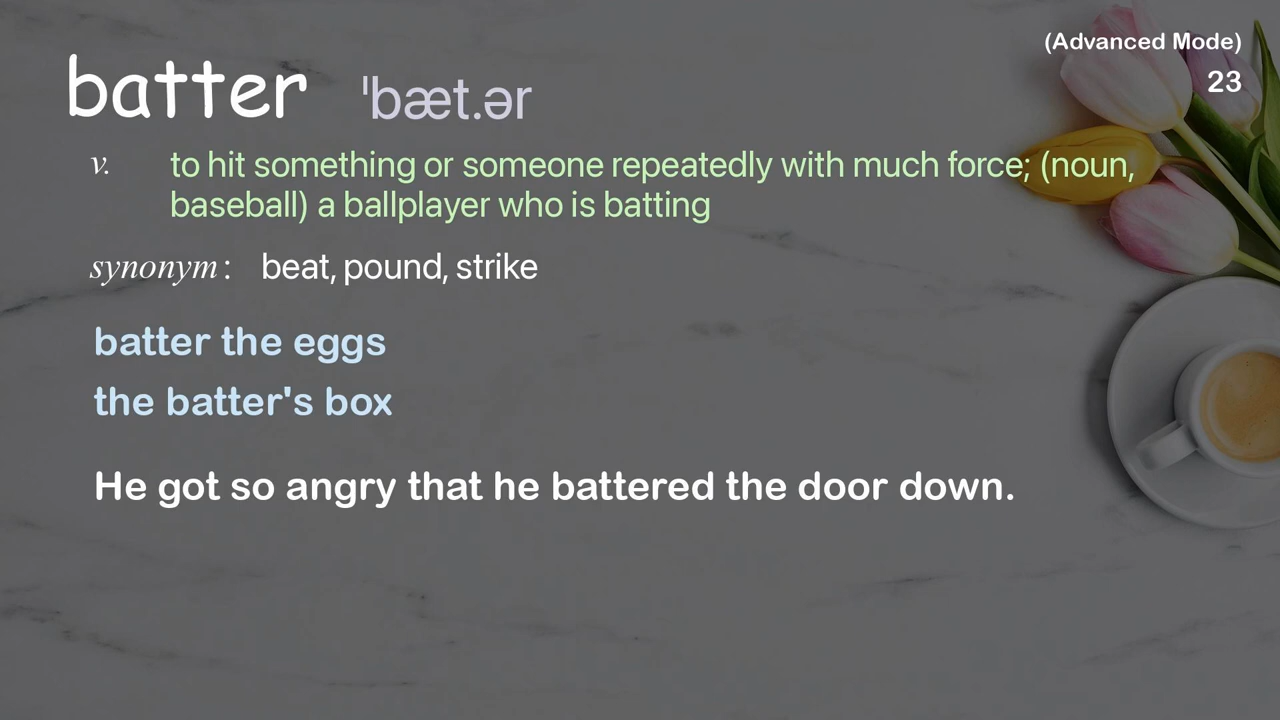 (Advanced Mode)
23
batter ˈbæt.ər
v. to hit something or someone repeatedly with much force; (noun,
baseball) a ballplayer who is batting
synonym: beat, pound, strike
batter the eggs
the batter's box
He got so angry that he battered the door down.